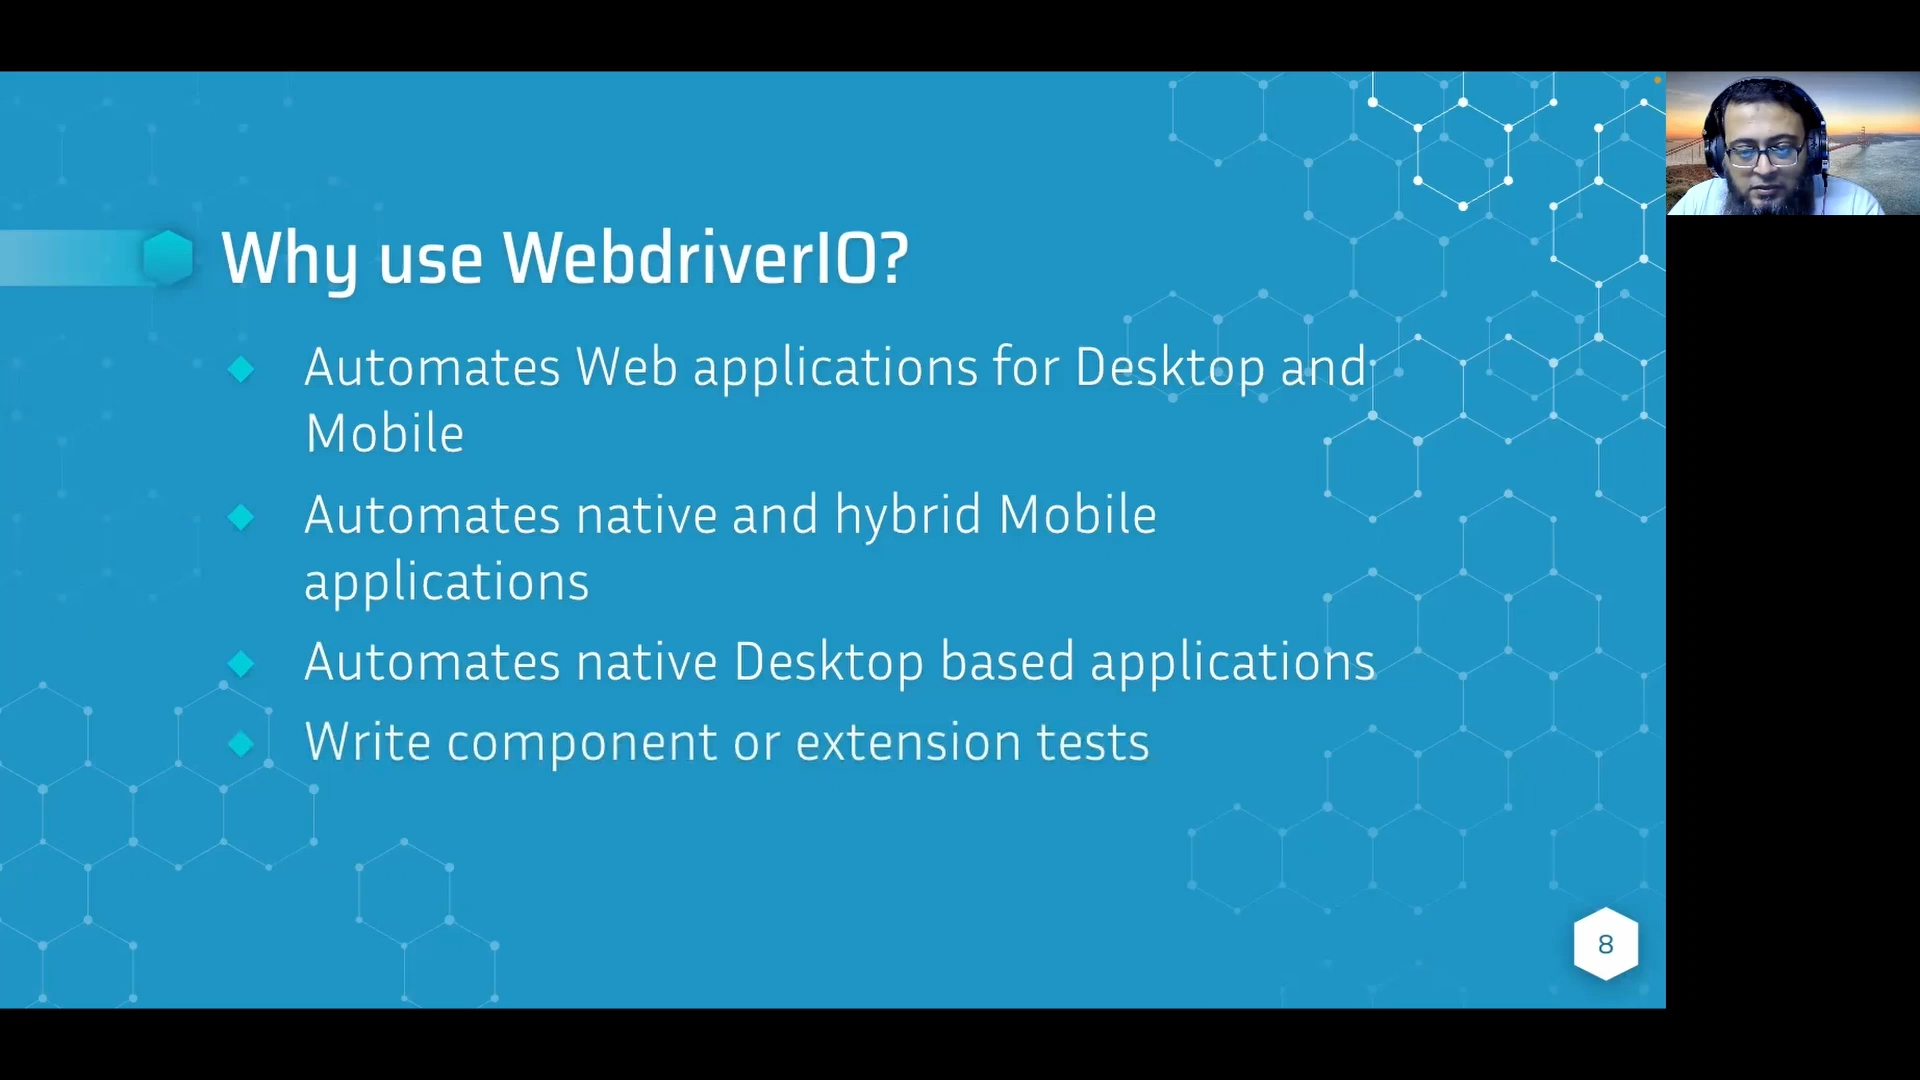 Why use WebdriverIO?
Automates Web applications for Desktop and
Mobile
Automates native and hybrid Mobile
applications
Automates native Desktop based applications
Write component or extension tests
8